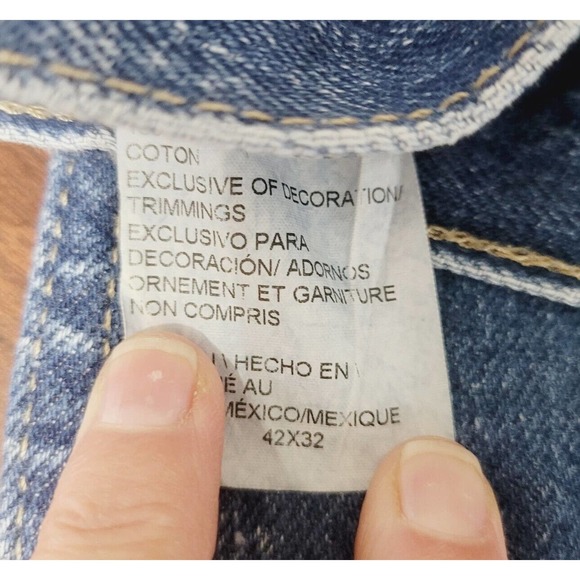 COTON
EXCLUSIVE OF DECORATION/
TRIMMINGS
EXCLUSIVO PARA
DECORACIÓN/ ADORNOS
ORNEMENT ET GARNITURE
NON COMPRIS
\ HECHO EN \
É AU
MÉXICO/MEXIQUE
42X32